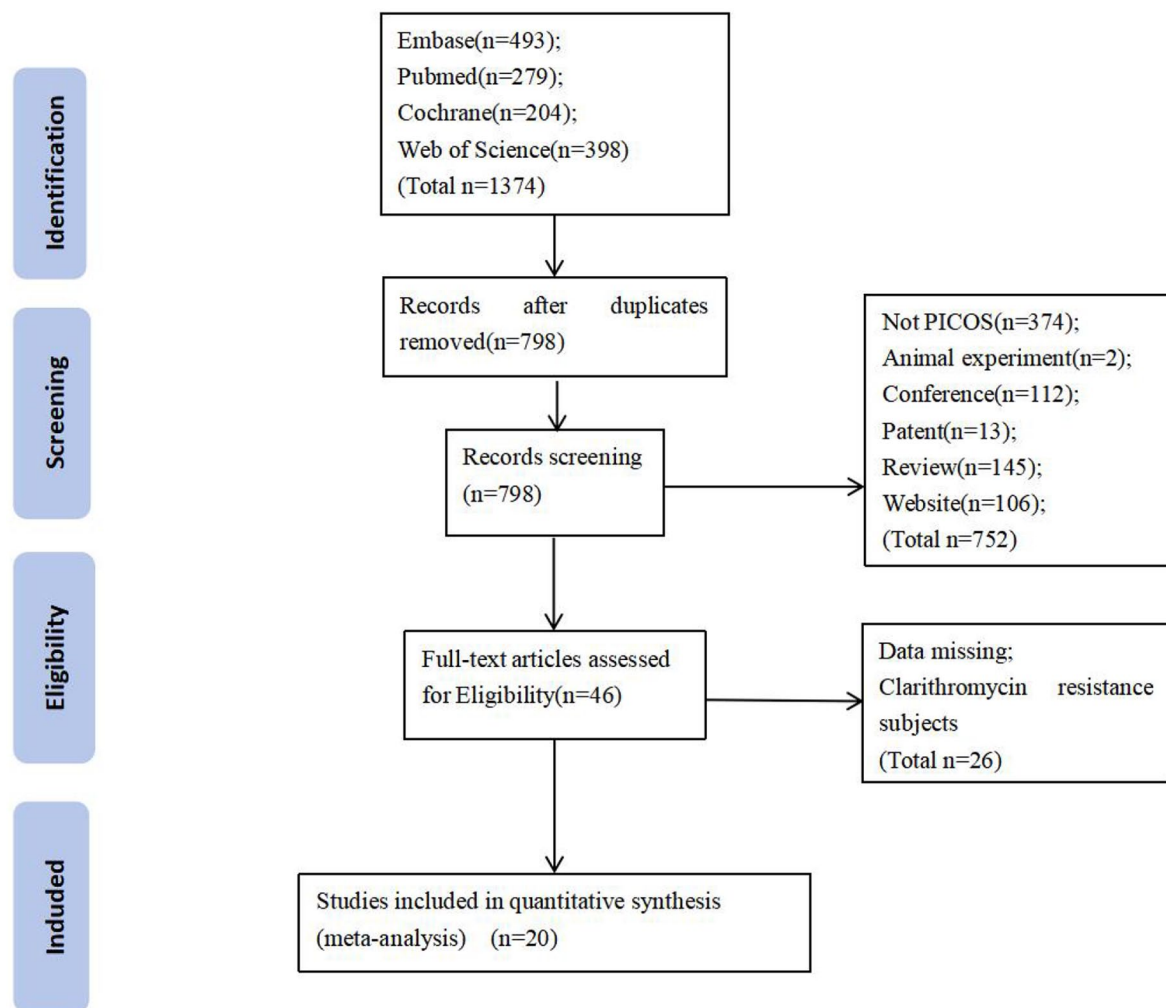 Identification
Embase(n=493);
Pubmed(n=279);
Cochrane(n=204);
Web of Science(n=398)
(Total n=1374)
Screening
Records after duplicates
removed(n=798)
Records screening
(n=798)
Not PICOS(n=374);
Animal experiment(n=2);
Conference(n=112);
Patent(n=13);
Review(n=145);
Website(n=106);
(Total n=752)
Eligibility
Full-text articles assessed
for Eligibility(n=46)
Data missing;
Clarithromycin resistance
subjects
(Total n=26)
Included
Studies included in quantitative synthesis
(meta-analysis) (n=20)